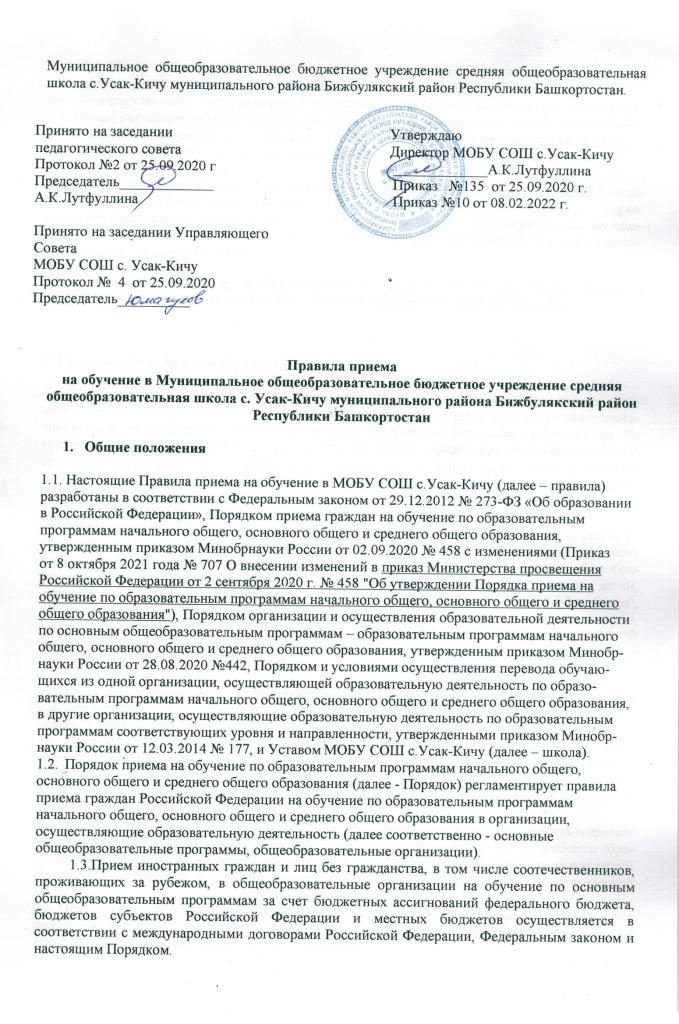 Муниципальное общеобразовательное бюджетное учреждение средняя общеобразовательная
школа с.Усак-Кичу муниципального района Бижбулякский район Республики Башкортостан.
Принято на заседании
педагогического совета
Протокол №2 от 25.09.2020 г
Председатель
А.К.Лутфуллина
Утверждаю
Директор МОБУ СОШ с.Усак-Кичу
А.К.Лутфуллина
Приказ №135 от 25.09.2020 г.
Приказ №10 от 08.02.2022 г.
Принято на заседании Управляющего
Совета
МОБУ СОШ с. Усак-Кичу
Протокол № 4 от 25.09.2020
Председатель Юмагулов
Правила приема
на обучение в Муниципальное общеобразовательное бюджетное учреждение средняя
общеобразовательная школа с. Усак-Кичу муниципального района Бижбулякский район
Республики Башкортостан
1. Общие положения
1.1. Настоящие Правила приема на обучение в МОБУ СОШ с.Усак-Кичу (далее – правила)
разработаны в соответствии с Федеральным законом от 29.12.2012 № 273-ФЗ «Об образовании
в Российской Федерации», Порядком приема граждан на обучение по образовательным
программам начального общего, основного общего и среднего общего образования,
утвержденным приказом Минобрнауки России от 02.09.2020 № 458 с изменениями (Приказ
от 8 октября 2021 года № 707 О внесении изменений в приказ Министерства просвещения
Российской Федерации от 2 сентября 2020 г. № 458 "Об утверждении Порядка приема на
обучение по образовательным программам начального общего, основного общего и среднего
общего образования"), Порядком организации и осуществления образовательной деятельности
по основным общеобразовательным программам – образовательным программам начального
общего, основного общего и среднего общего образования, утвержденным приказом Минобр-
науки России от 28.08.2020 №442, Порядком и условиями осуществления перевода обучаю-
щихся из одной организации, осуществляющей образовательную деятельность по образо-
вательным программам начального общего, основного общего и среднего общего образования,
в другие организации, осуществляющие образовательную деятельность по образовательным
программам соответствующих уровня и направленности, утвержденными приказом Минобр-
науки России от 12.03.2014 № 177, и Уставом МОБУ СОШ с.Усак-Кичу (далее – школа).
1.2. Порядок приема на обучение по образовательным программам начального общего,
основного общего и среднего общего образования (далее - Порядок) регламентирует правила
приема граждан Российской Федерации на обучение по образовательным программам
начального общего, основного общего и среднего общего образования в организации,
осуществляющие образовательную деятельность (далее соответственно - основные
общеобразовательные программы, общеобразовательные организации).
1.3.Прием иностранных граждан и лиц без гражданства, в том числе соотечественников,
проживающих за рубежом, в общеобразовательные организации на обучение по основным
общеобразовательным программам за счет бюджетных ассигнований федерального бюджета,
бюджетов субъектов Российской Федерации и местных бюджетов осуществляется в
соответствии с международными договорами Российской Федерации, Федеральным законом и
настоящим Порядком.